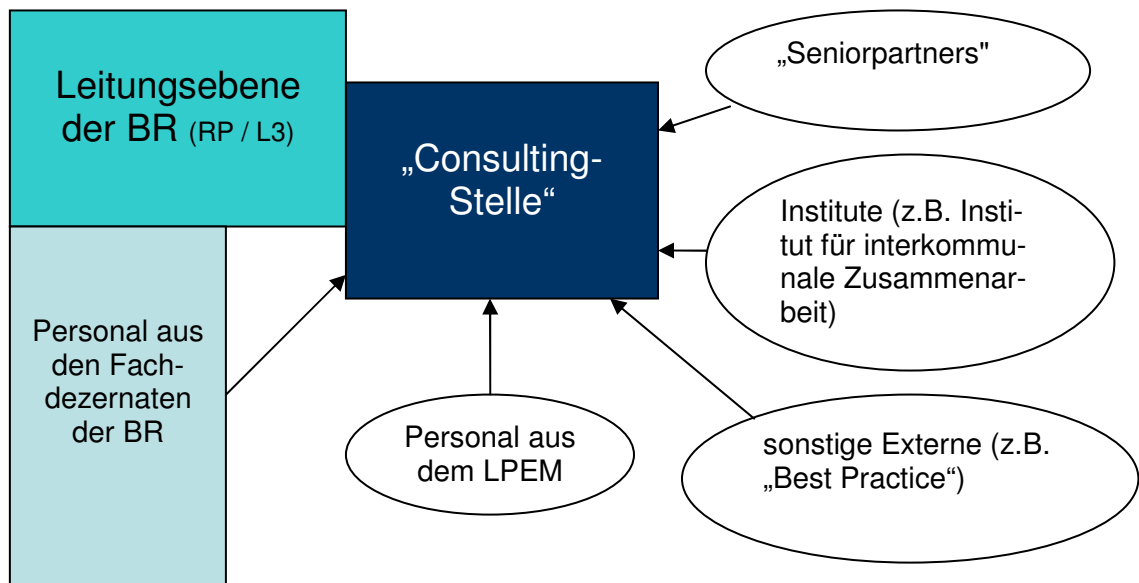 Leitungsebene
der BR (RP / L3)
„Consulting-
Stelle“
„Seniorpartners"
Institute (z.B. Insti-
tut für interkommu-
nale Zusammenar-
beit)
Personal aus
den Fach-
dezernaten
der BR
Personal aus
dem LPEM
sonstige Externe (z.B.
„Best Practice“)